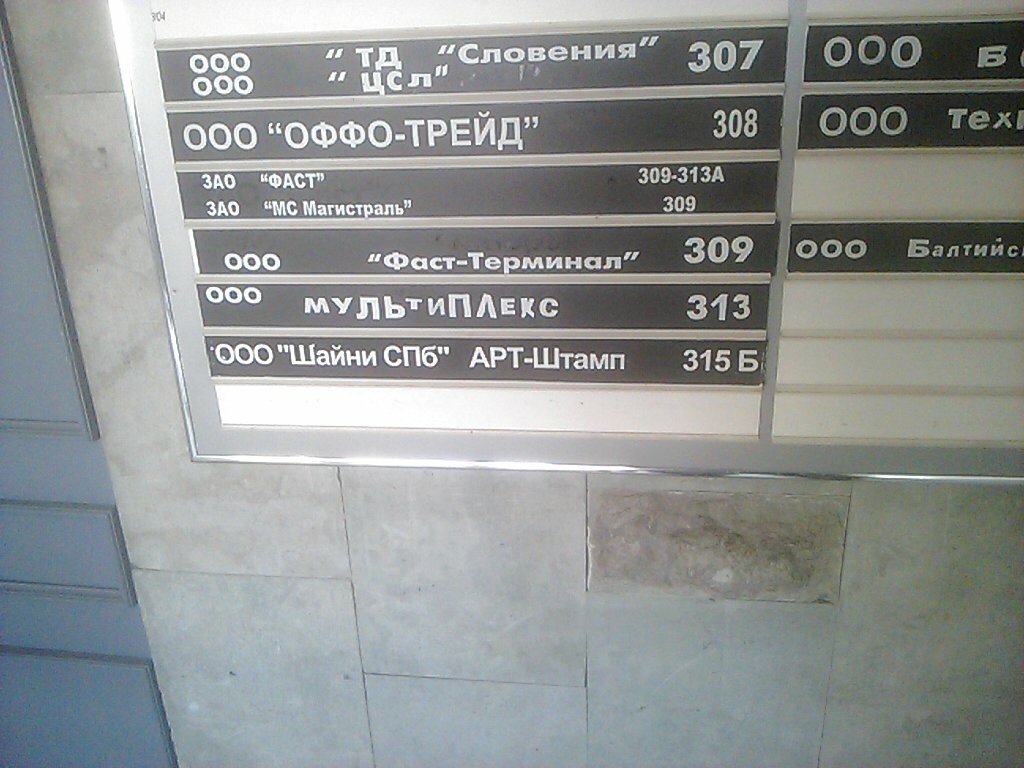 304
ООО " ТД "Словения" 307
ООО " ЦСЛ"
ООО "ОФФО-ТРЕЙД" 308
ЗАО "ФАСТ" 309-313А
ЗАО "МС Магистраль" 309
ООО "Фаст-Терминал" 309
ООО МУЛЬТИПЛЕКС 313
ООО "Шайни СПб" АРТ-Штамп 315 Б
ООО
ООО
ООО